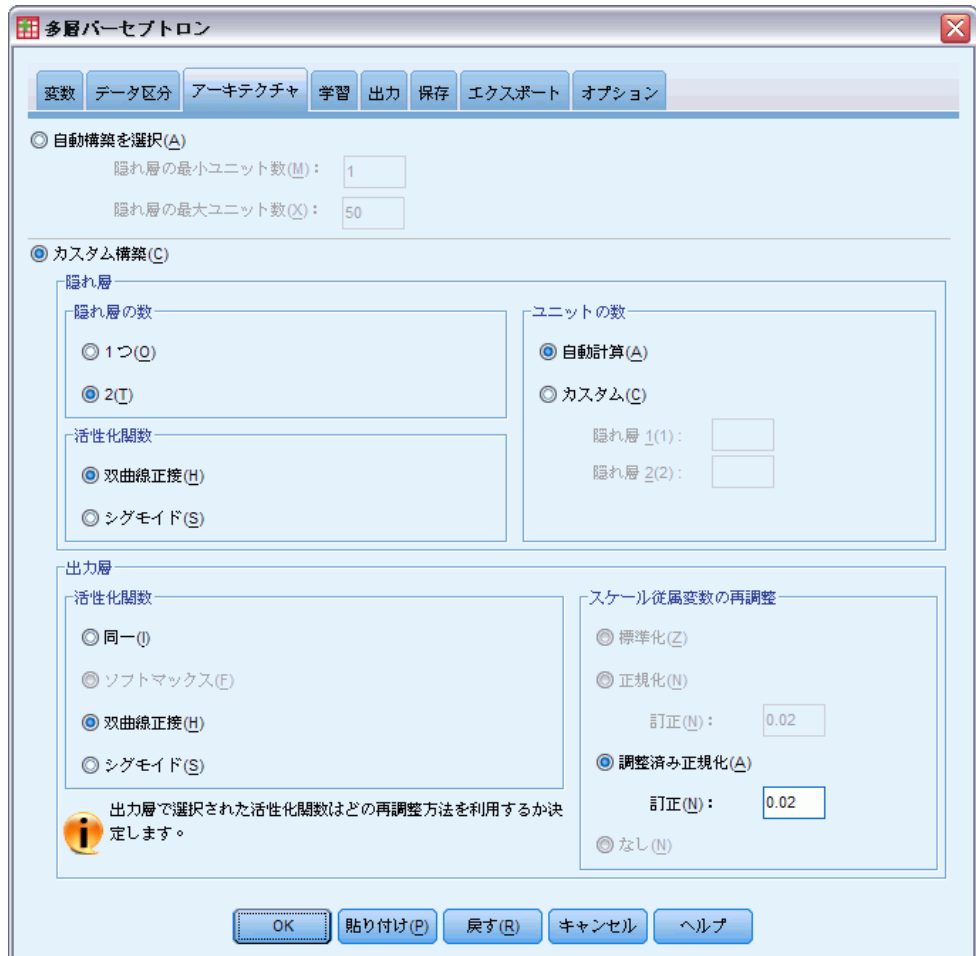 多層パーセプトロン
変数 データ区分 アーキテクチャ 学習 出力 保存 エクスポート オプション
自動構築を選択(A)
隠れ層の最小ユニット数(M)： 1
隠れ層の最大ユニット数(X)： 50
カスタム構築(C)
隠れ層
隠れ層の数
1つ(O)
2(T)
活性化関数
双曲線正接(H)
シグモイド(S)
ユニットの数
自動計算(A)
カスタム(C)
隠れ層 1(1)：
隠れ層 2(2)：
出力層
活性化関数
同一(I)
ソフトマックス(F)
双曲線正接(H)
シグモイド(S)
出力層で選択された活性化関数はどの再調整方法を利用するか決
定します。
スケール従属変数の再調整
標準化(Z)
正規化(N)
訂正(N)： 0.02
調整済み正規化(A)
訂正(N)： 0.02
なし(N)
OK 貼り付け(P) 戻す(R) キャンセル ヘルプ